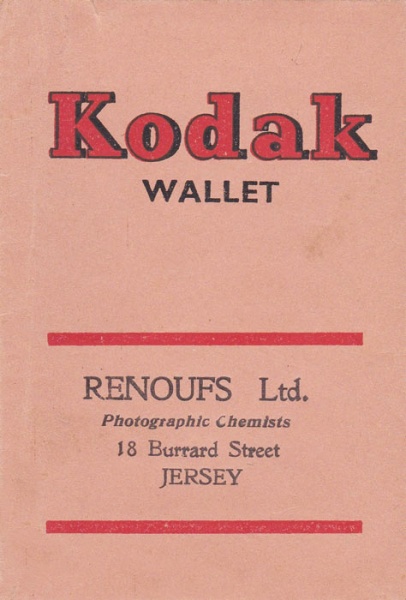 Kodak
WALLET
RENOUFS Ltd.
Photographic Chemists
18 Burrard Street
JERSEY